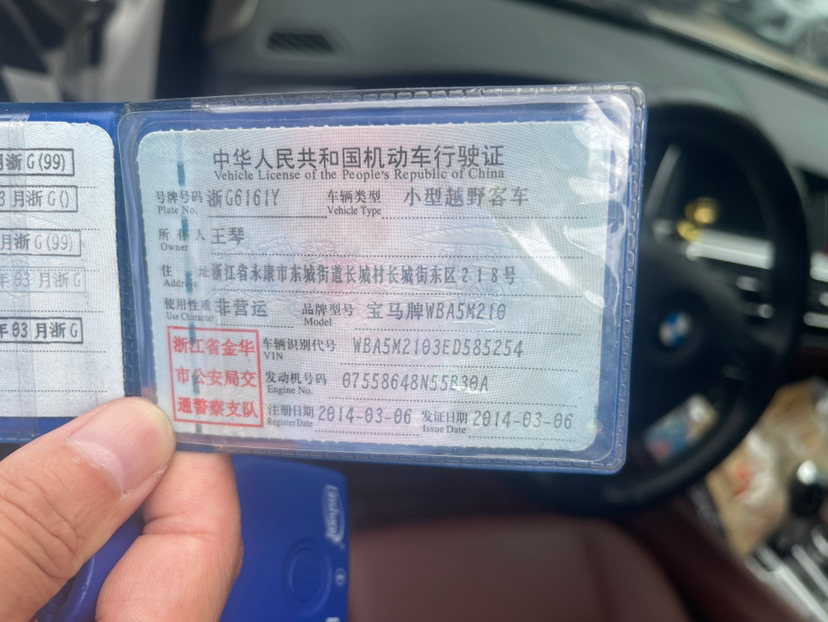 月浙G(99)
3月浙G()
月浙G(99)
年03月浙G
年03月浙G
中华人民共和国机动车行驶证
Vehicle License of the People's Republic of China
号牌号码 浙G6161Y 车辆类型 小型越野客车
Plate No. Vehicle Type
所有人 王琴
Owner
住址 浙江省永康市东城街道长城村长城街东区218号
Address
使用性质 非营运 品牌型号 宝马牌WBA5M210
Use Character Model
浙江省金华
市公安局交
通警察支队
车辆识别代号 WBA5M2103ED585254
VIN
发动机号码 07558648N55B30A
Engine No.
注册日期 2014-03-06 发证日期 2014-03-06
Register Date Issue Date